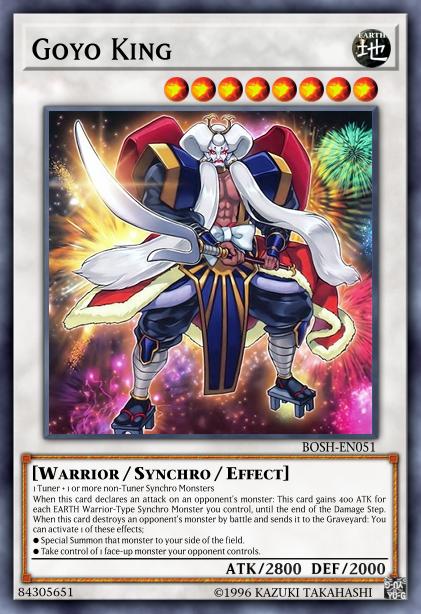 GOYO KING
EARTH
地
BOSH-EN051
[WARRIOR / SYNCHRO / EFFECT]
1 Tuner + 1 or more non-Tuner Synchro Monsters
When this card declares an attack on an opponent's monster: This card gains 400 ATK for
each EARTH Warrior-Type Synchro Monster you control, until the end of the Damage Step.
When this card destroys an opponent's monster by battle and sends it to the Graveyard: You
can activate 1 of these effects;
● Special Summon that monster to your side of the field.
● Take control of 1 face-up monster your opponent controls.
ATK/2800 DEF/2000
84305651
©1996 KAZUKI TAKAHASHI